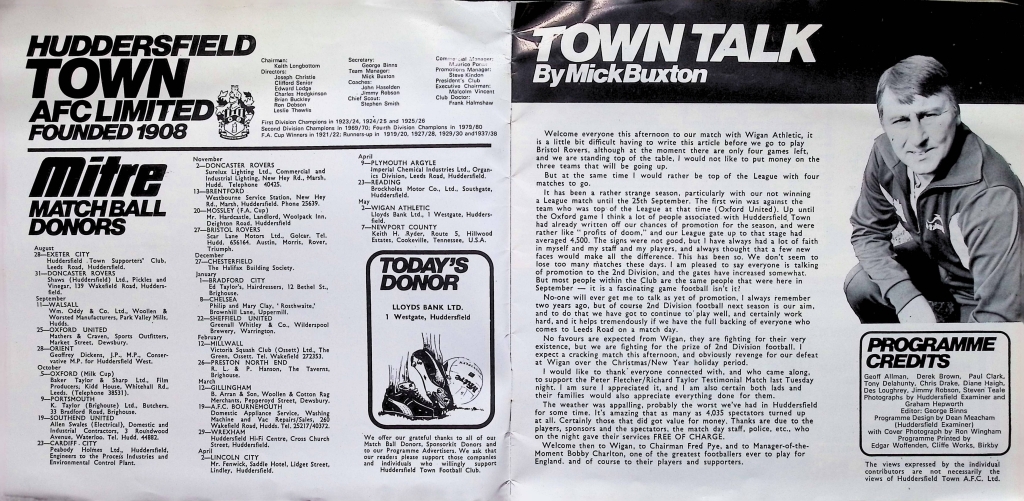 HUDDERSFIELD
TOWN
AFC LIMITED
FOUNDED 1908
Chairman:
Keith Longbottom
Directors:
Joseph Christie
Clifford Senior
Edward Lodge
Charles Hodgkinson
Brian Buckley
Ron Dobson
Leslie Thewlis
Secretary:
George Binns
Team Manager:
Mick Buxton
Coaches:
John Haselden
Jimmy Robson
Chief Scout:
Stephen Smith
Manager:
Maurice
Promotions Manager:
Steve Kindon
President's Club
Executive Chairman:
Malcolm Vincent
Club Doctor:
Frank Halmshaw
First Division Champions in 1923/24, 1924/25 and 1925/26
Second Division Champions in 1969/70; Fourth Division Champions in 1979/80
F.A. Cup Winners in 1921/22; Runners-up in 1919/20, 1927/28, 1929/30 and 1937/38
Mitre
MATCH BALL
DONORS
August
28—EXETER CITY
Huddersfield Town Supporters' Club.
Leeds Road, Huddersfield.
31—DONCASTER ROVERS
Shaws (Huddersfield) Ltd., Pickles and
Vinegar, 139 Wakefield Road, Hudders-
field.
September
11—WALSALL
Wm. Oddy & Co. Ltd., Woollen &
Worsted Manufacturers, Park Valley Mills,
Hudds.
25—OXFORD UNITED
Mathers & Craven, Sports Outfitters,
Market Street, Dewsbury.
28—ORIENT
Geoffrey Dickens, J.P., M.P., Conser-
vative M.P. for Huddersfield West.
October
5—OXFORD (Milk Cup)
Baker Taylor & Sharp Ltd., Film
Producers, Kidd House, Whitehall Rd.,
Leeds. (Telephone 38531).
9—PORTSMOUTH
K. Taylor (Brighouse) Ltd., Butchers,
33 Bradford Road, Brighouse.
19—SOUTHEND UNITED
Allen Swales (Electrical), Domestic and
Industrial Contractors, 3 Roundwood
Avenue, Waterloo. Tel. Hudd. 44882.
23—CARDIFF CITY
Peabody Holmes Ltd., Huddersfield,
Engineers to the Process Industries and
Environmental Control Plant.
November
2—DONCASTER ROVERS
Surelux Lighting Ltd., Commercial and
Industrial Lighting, New Hey Rd., Marsh,
Hudd. Telephone 40425.
13—BRENTFORD
Westbourne Service Station, New Hey
Rd., Marsh, Huddersfield. Phone 25639.
20—MOSSLEY (F.A. Cup)
Mr. Hardcastle, Landlord, Woolpack Inn,
Deighton Road, Huddersfield
27—BRISTOL ROVERS
Scar Lane Motors Ltd., Golcar. Tel.
Hudd. 656164. Austin, Morris, Rover,
Triumph.
December
27—CHESTERFIELD
The Halifax Building Society.
January
1—BRADFORD CITY
Ed Taylor's, Hairdressers, 12 Bethel St.,
Brighouse.
8—CHELSEA
Philip and Mary Clay, 'Rosthwaite,'
Brownhill Lane, Uppermill.
22—SHEFFIELD UNITED
Greenall Whitley & Co., Wilderspool
Brewery, Warrington.
February
12—MILLWALL
Victoria Squash Club (Ossett) Ltd., The
Green, Ossett. Tel. Wakefield 272353.
26—PRESTON NORTH END
R. L. & P. Hanson, The Taverns,
Brighouse.
March
12—GILLINGHAM
B. Arran & Son, Woollen & Cotton Rag
Merchants, Pepperend Street, Dewsbury.
19—A.F.C. BOURNEMOUTH
Domestic Appliance Service, Washing
Machine and Vac Repairs/Sales, 100
Wakefield Road, Hudds. Tel. 25217/40372.
29—WREXHAM
Huddersfield Hi-Fi Centre, Cross Church
Street, Huddersfield.
April
2—LINCOLN CITY
Mr. Fenwick, Saddle Hotel, Lidget Street,
Lindley, Huddersfield.
April
9—PLYMOUTH ARGYLE
Imperial Chemical Industries Ltd., Organ-
ics Division, Leeds Road, Huddersfield.
23—READING
Brockholes Motor Co., Ltd., Southgate,
Huddersfield.
May
2—WIGAN ATHLETIC
Lloyds Bank Ltd., 1 Westgate, Hudders-
field.
7—NEWPORT COUNTY
Keith H. Ryder, Route 5, Hillwood
Estates, Cookeville, Tennessee, U.S.A.
TODAY'S
DONOR
LLOYDS BANK LTD.
1 Westgate, Huddersfield
mitre
We offer our grateful thanks to all of our
Match Ball Donors, Sponsorkit Donors and
to our Programme Advertisers. We ask that
our readers please support those companies
and individuals who willingly support
Huddersfield Town Football Club.
TOWN TALK
By Mick Buxton
Welcome everyone this afternoon to our match with Wigan Athletic, it
is a little bit difficult having to write this article before we go to play
Bristol Rovers, although at the moment there are only four games left,
and we are standing top of the table, I would not like to put money on the
three teams that will be going up.
But at the same time I would rather be top of the League with four
matches to go.
It has been a rather strange season, particularly with our not winning
a League match until the 25th September. The first win was against the
team who was top of the League at that time (Oxford United). Up until
the Oxford game I think a lot of people associated with Huddersfield Town
had already written off our chances of promotion for the season, and were
rather like "profits of doom," and our League gate up to that stage had
averaged 4,500. The signs were not good, but I have always had a lot of faith
in myself and my staff and my players, and always thought that a few new
faces would make all the difference. This has been so. We don't seem to
lose too many matches these days. I am pleased to say everyone is talking
of promotion to the 2nd Division, and the gates have increased somewhat.
But most people within the Club are the same people that were here in
September — it is a fascinating game football isn't it?
No-one will ever get me to talk as yet of promotion, I always remember
two years ago, but of course 2nd Division football next season is our aim,
and to do that we have got to continue to play well, and certainly work
hard, and it helps tremendously if we have the full backing of everyone who
comes to Leeds Road on a match day.
No favours are expected from Wigan, they are fighting for their very
existence, but we are fighting for the prize of 2nd Division football. I
expect a cracking match this afternoon, and obviously revenge for our defeat
at Wigan over the Christmas/New Year holiday period.
I would like to thank everyone connected with, and who came along,
to support the Peter Fletcher/Richard Taylor Testimonial Match last Tuesday
night. I am sure I appreciated it, and I am also certain both lads and
their families would also appreciate everything done for them.
The weather was appalling, probably the worst we've had in Huddersfield
for some time. It's amazing that as many as 4,035 spectators turned up
at all. Certainly those that did got value for money. Thanks are due to the
players, sponsors and the spectators, the match day staff, police, etc., who
on the night gave their services FREE OF CHARGE.
Welcome then to Wigan, to Chairman Fred Pye, and to Manager-of-the-
Moment Bobby Charlton, one of the greatest footballers ever to play for
England. and of course to their players and supporters.
PROGRAMME
CREDITS
Geoff Allman, Derek Brown, Paul Clark,
Tony Delahunty, Chris Drake, Diane Haigh,
Des Loughrey, Jimmy Robson, Steven Teale
Photographs by Huddersfield Examiner and
Graham Hepworth
Editor: George Binns
Programme Design by Dean Meacham
(Huddersfield Examiner)
with Cover Photograph by Ron Wingham
Programme Printed by
Edgar Woffenden, Cliffe Works, Birkby
The views expressed by the individual
contributors are not necessarily the
views of Huddersfield Town A.F.C. Ltd.